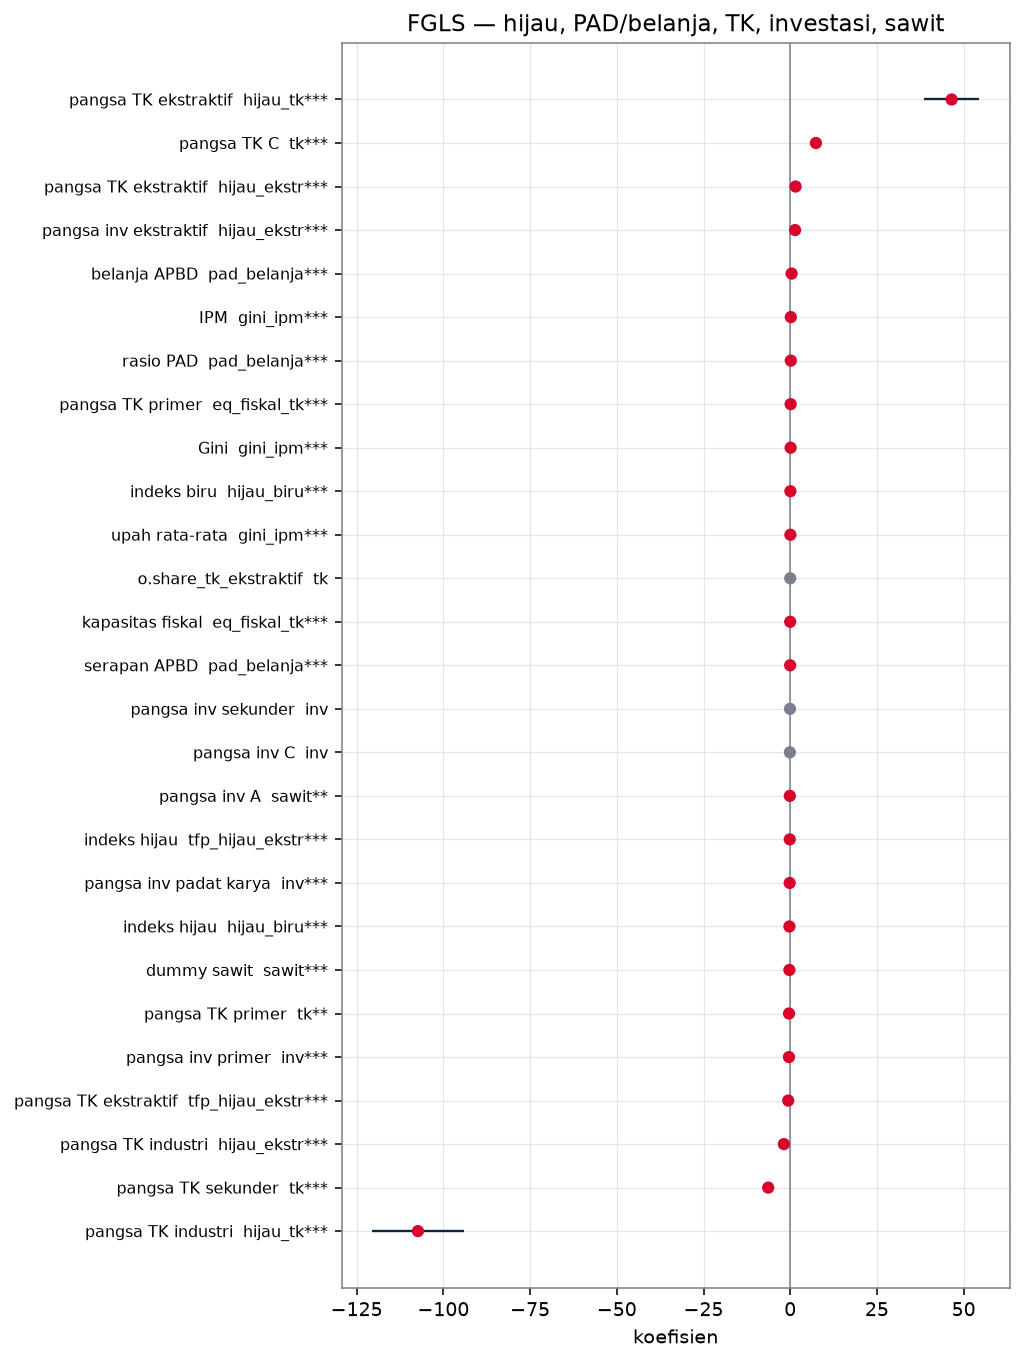 FGLS — hijau, PAD/belanja, TK, investasi, sawit
pangsa TK ekstraktif  hijau_tk***
pangsa TK C  tk***
pangsa TK ekstraktif  hijau_ekstr***
pangsa inv ekstraktif  hijau_ekstr***
belanja APBD  pad_belanja***
IPM  gini_ipm***
rasio PAD  pad_belanja***
pangsa TK primer  eq_fiskal_tk***
Gini  gini_ipm***
indeks biru  hijau_biru***
upah rata-rata  gini_ipm***
o.share_tk_ekstraktif  tk
kapasitas fiskal  eq_fiskal_tk***
serapan APBD  pad_belanja***
pangsa inv sekunder  inv
pangsa inv C  inv
pangsa inv A  sawit**
indeks hijau  tfp_hijau_ekstr***
pangsa inv padat karya  inv***
indeks hijau  hijau_biru***
dummy sawit  sawit***
pangsa TK primer  tk**
pangsa inv primer  inv***
pangsa TK ekstraktif  tfp_hijau_ekstr***
pangsa TK industri  hijau_ekstr***
pangsa TK sekunder  tk***
pangsa TK industri  hijau_tk***
−125 −100 −75 −50 −25 0 25 50
koefisien